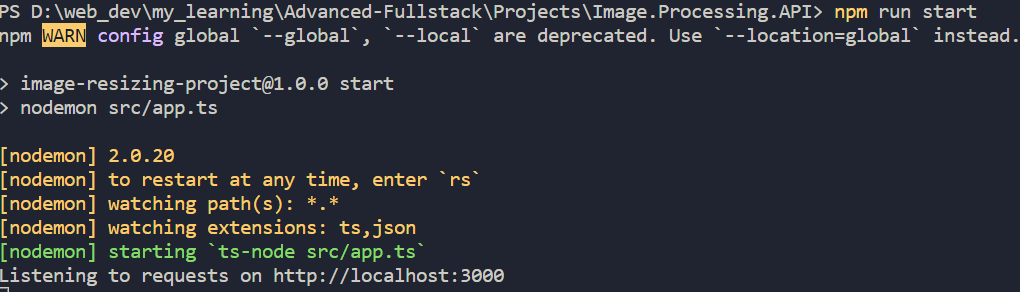 PS D:\web_dev\my_learning\Advanced-Fullstack\Projects\Image.Processing.API> npm run start
npm WARN config global `--global`, `--local` are deprecated. Use `--location=global` instead.
> image-resizing-project@1.0.0 start
> nodemon src/app.ts
[nodemon] 2.0.20
[nodemon] to restart at any time, enter `rs`
[nodemon] watching path(s): *.*
[nodemon] watching extensions: ts,json
[nodemon] starting `ts-node src/app.ts`
Listening to requests on http://localhost:3000